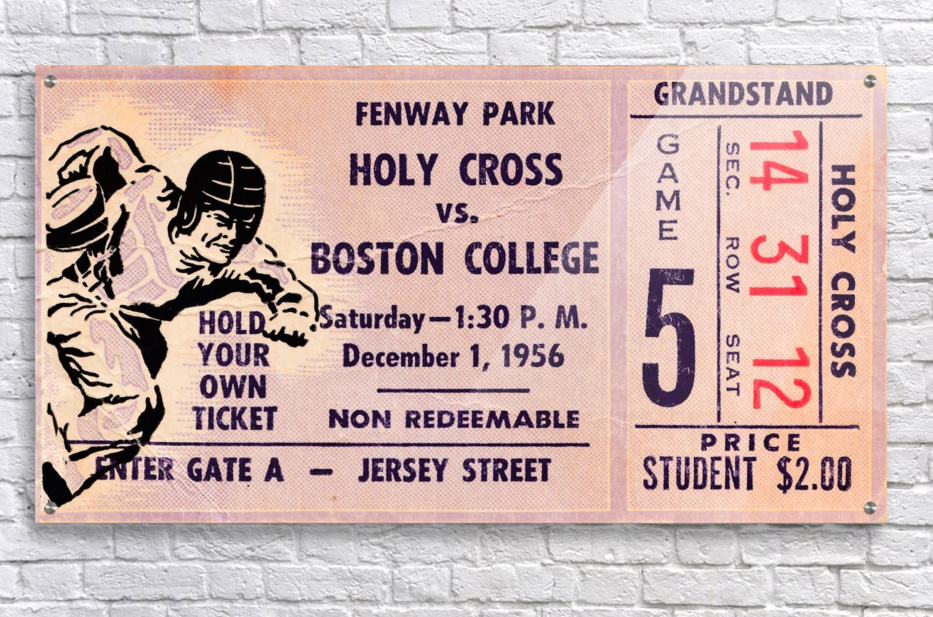 FENWAY PARK
HOLY CROSS
VS.
BOSTON COLLEGE
Saturday—1:30 P. M.
December 1, 1956
NON REDEEMABLE
HOLD
YOUR
OWN
TICKET
ENTER GATE A — JERSEY STREET
GRANDSTAND
GAME
5
SEC. ROW SEAT
14 31 12
HOLY CROSS
PRICE
STUDENT $2.00